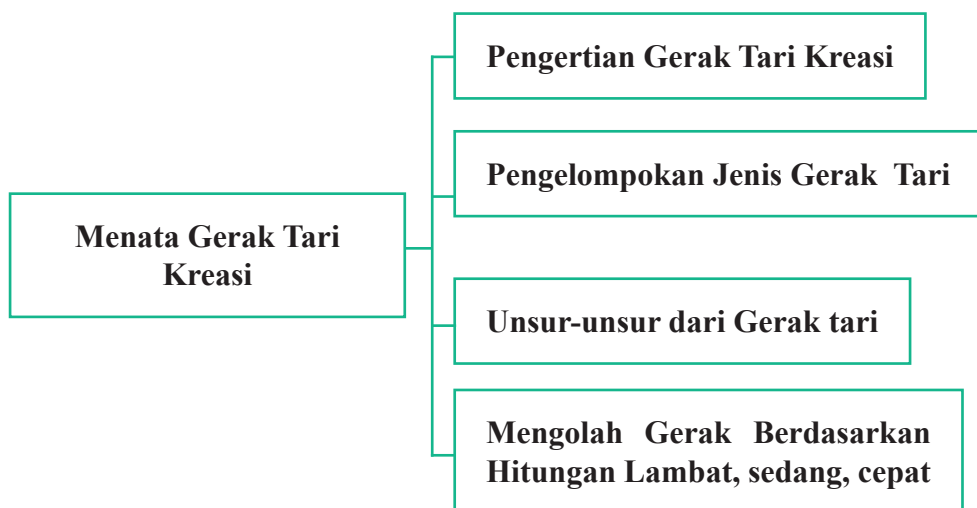 Pengertian Gerak Tari Kreasi
Pengelompokan Jenis Gerak Tari
Menata Gerak Tari
Kreasi
Unsur-unsur dari Gerak tari
Mengolah Gerak Berdasarkan
Hitungan Lambat, sedang, cepat